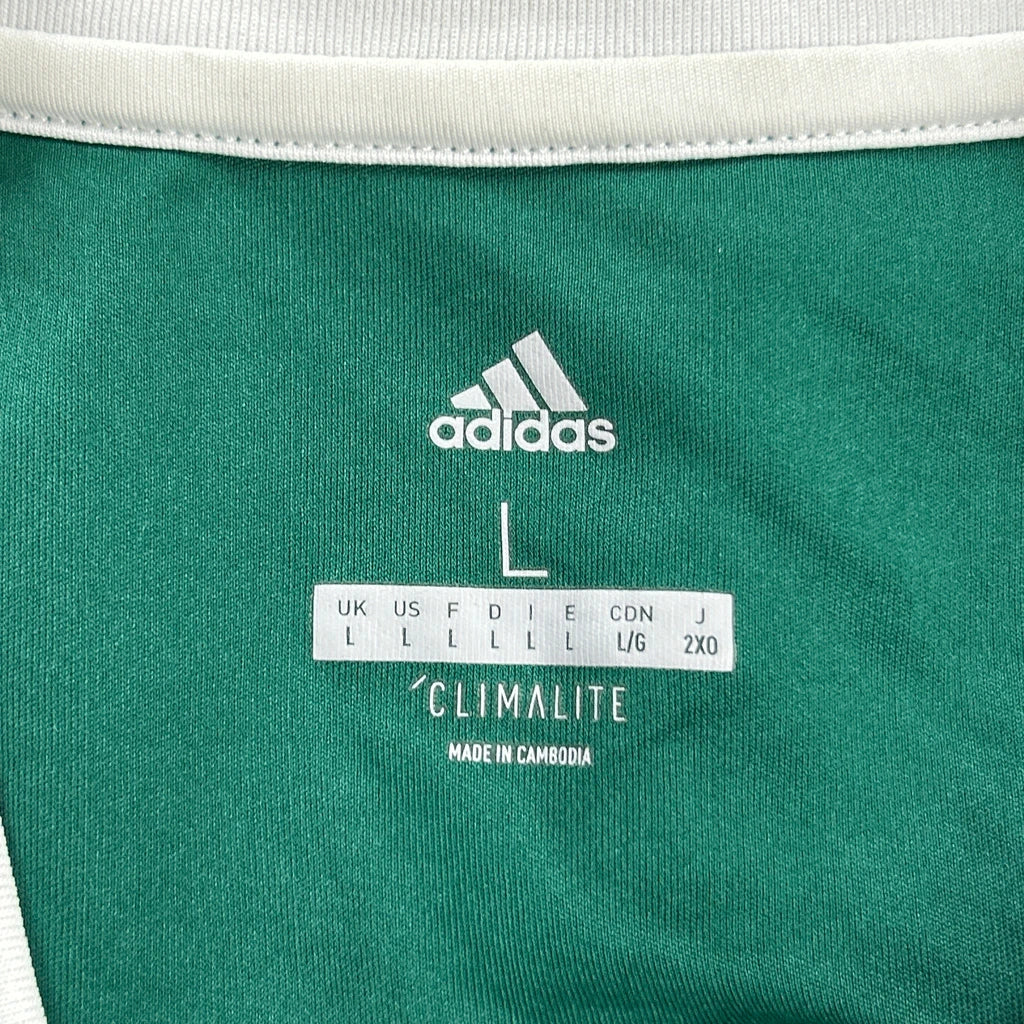 adidas
L
UK US F D I E CDN J
L L L L L L L/G 2XO
CLIMALITE
MADE IN CAMBODIA